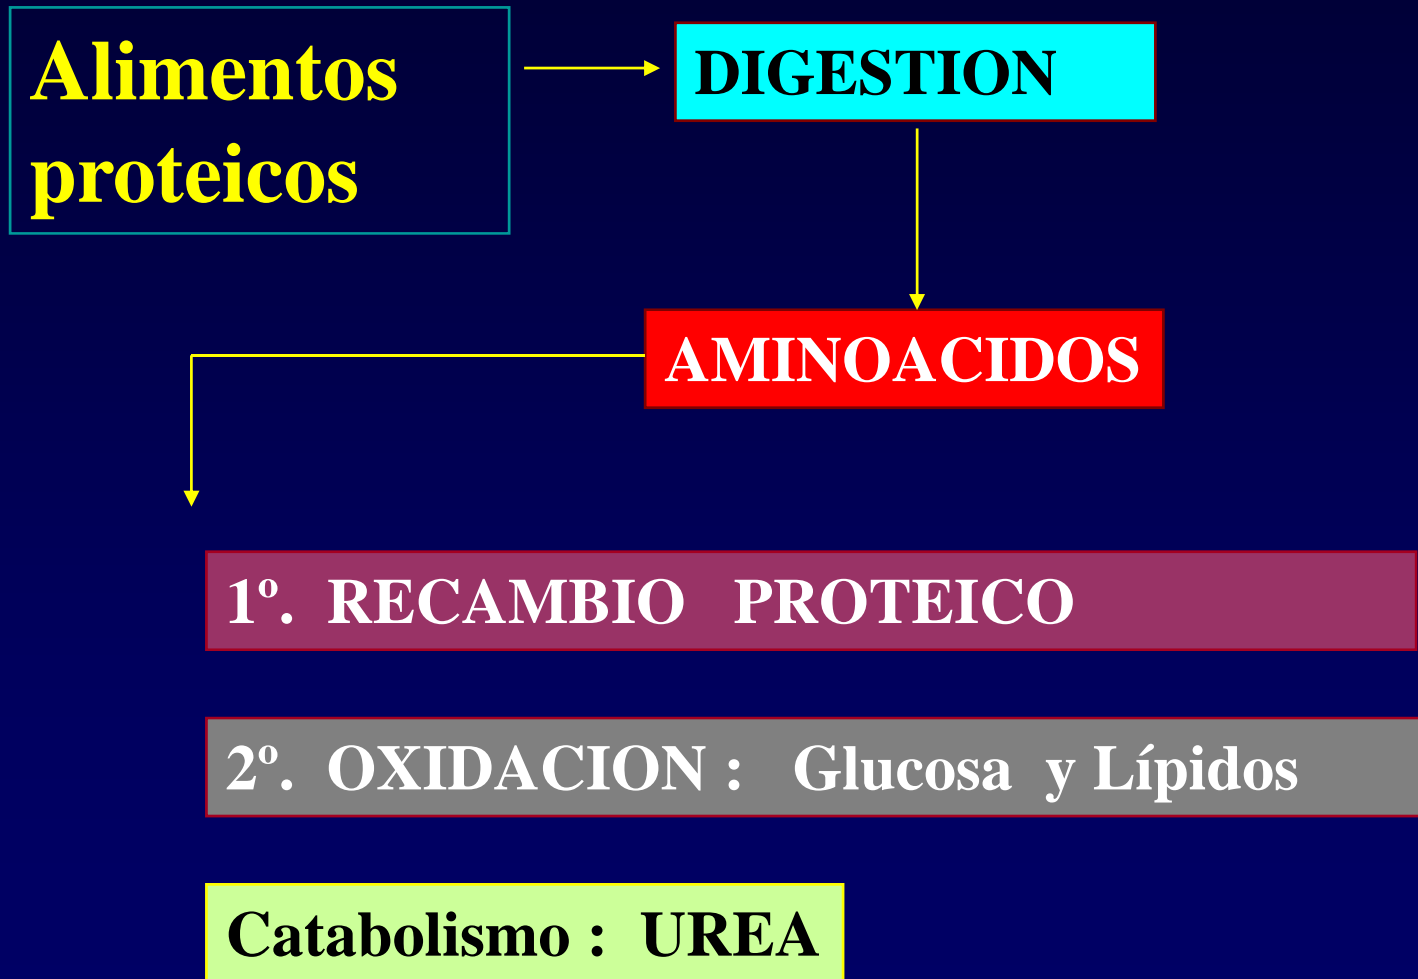 Alimentos
proteicos
DIGESTION
AMINOACIDOS
1º. RECAMBIO PROTEICO
2º. OXIDACION : Glucosa y Lípidos
Catabolismo : UREA